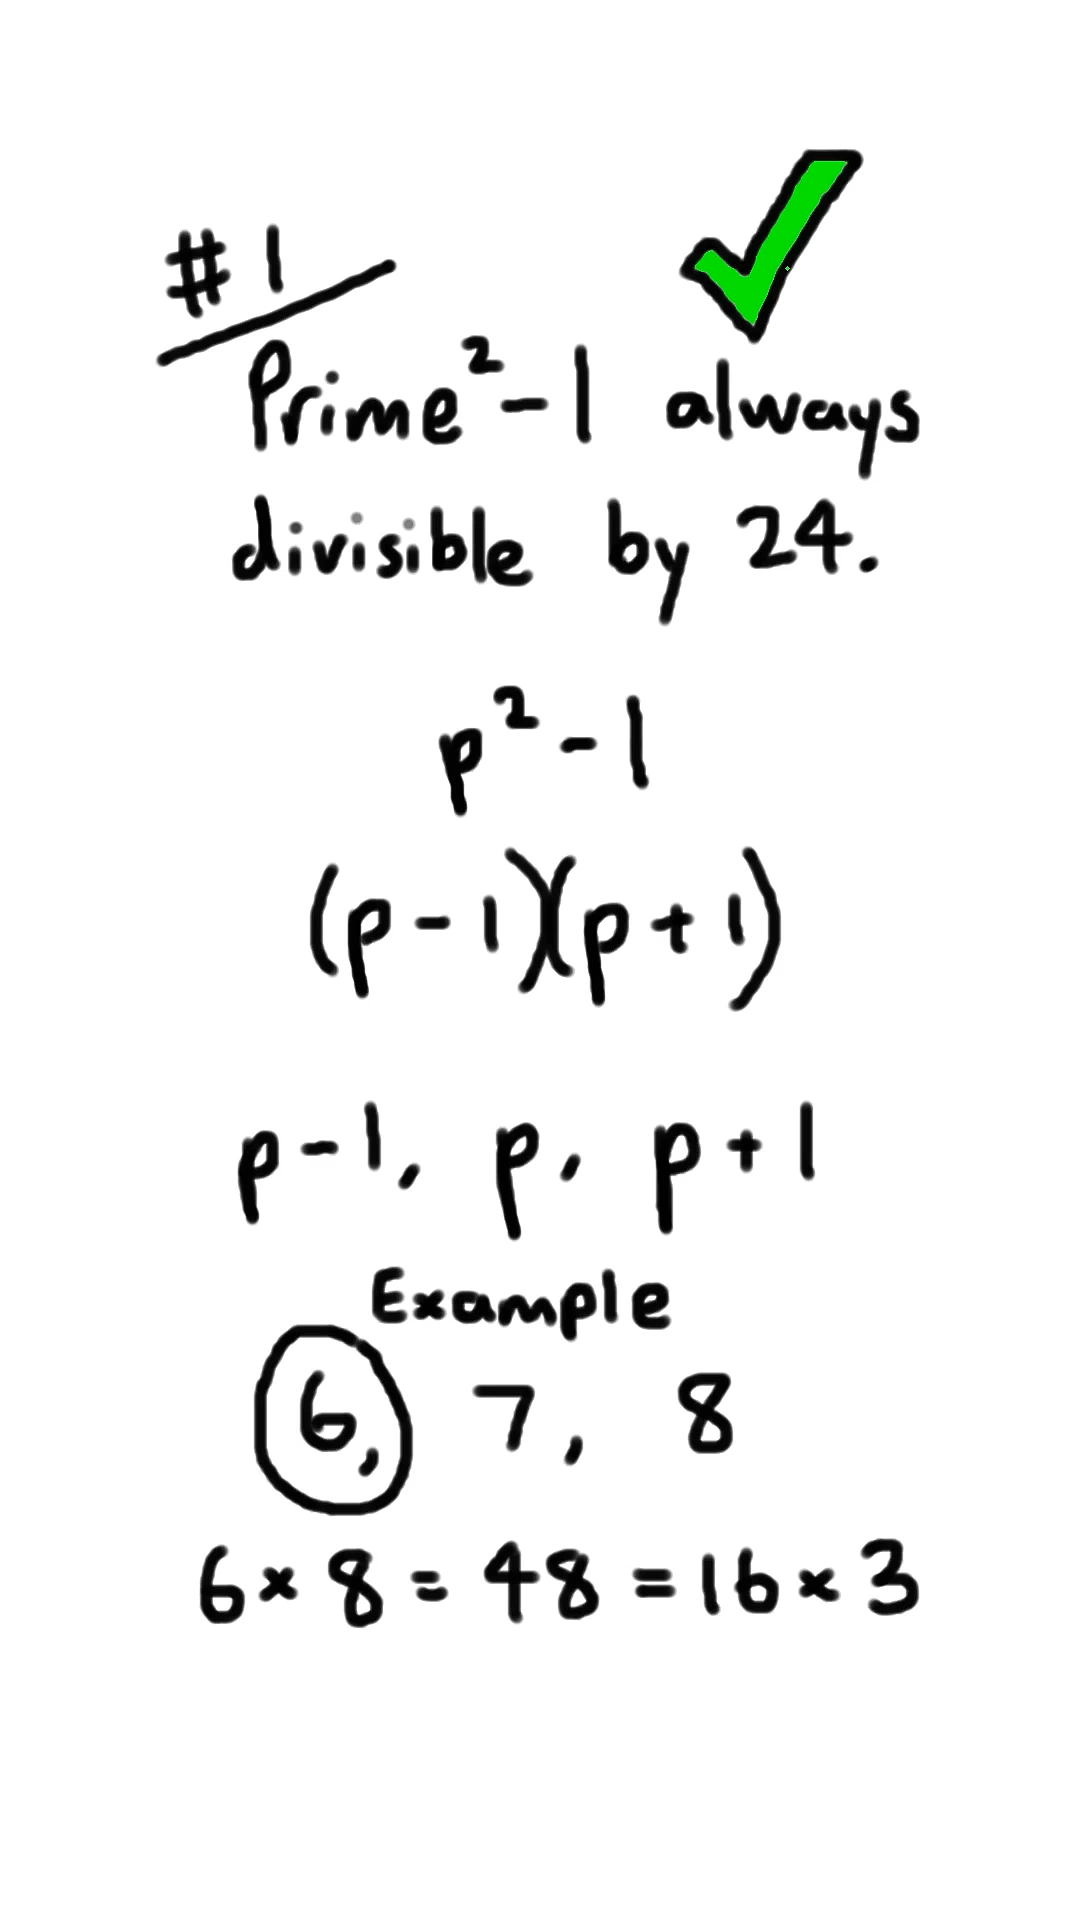 #1
Prime²-1 always
divisible by 24.
p²-1
(p-1)(p+1)
p-1, p, p+1
Example
6, 7, 8
6×8=48=16×3